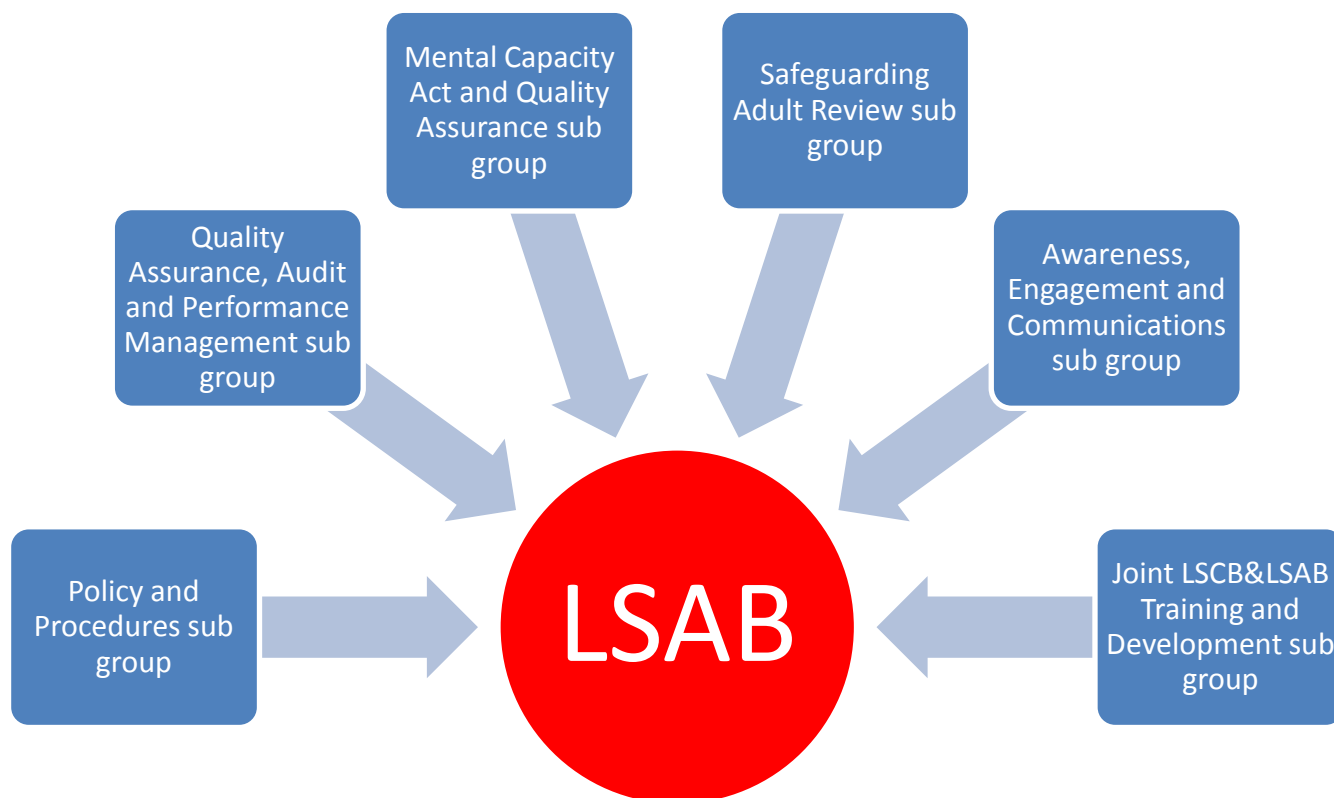 Mental Capacity
Act and Quality
Assurance sub
group
Safeguarding
Adult Review sub
group
Quality
Assurance, Audit
and Performance
Management sub
group
Awareness,
Engagement and
Communications
sub group
Policy and
Procedures sub
group
LSAB
Joint LSCB&LSAB
Training and
Development sub
group